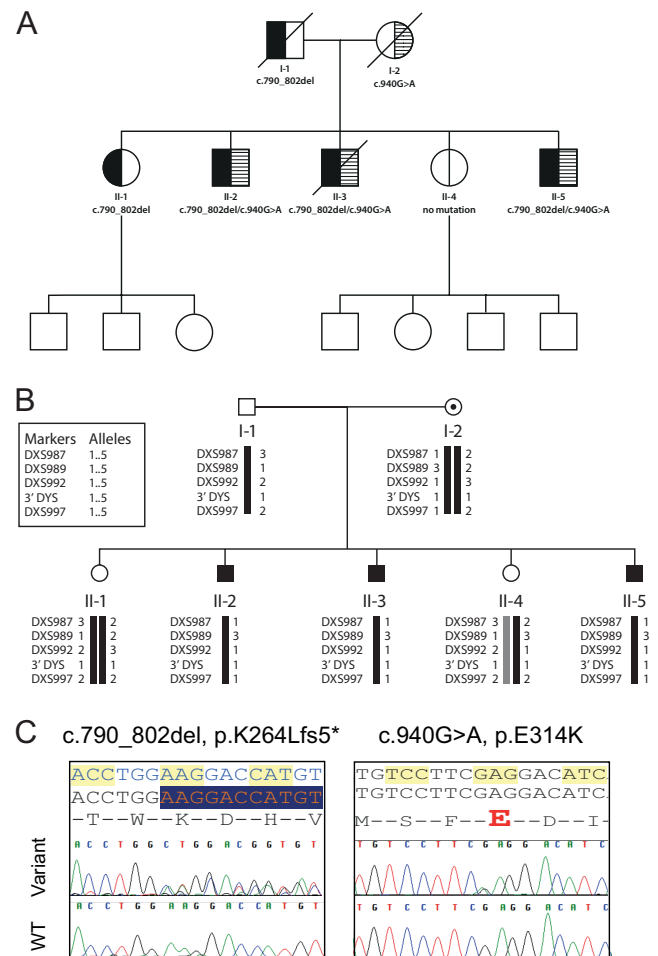 A
I-1
c.790_802del
I-2
c.940G>A
II-1
c.790_802del
II-2
c.790_802del/c.940G>A
II-3
c.790_802del/c.940G>A
II-4
no mutation
II-5
c.790_802del/c.940G>A
B
Markers Alleles
DXS987 1..5
DXS989 1..5
DXS992 1..5
3' DYS 1..5
DXS997 1..5
I-1
DXS987 3
DXS989 1
DXS992 2
3' DYS 1
DXS997 2
I-2
DXS987 1 2
DXS989 3 2
DXS992 1 3
3' DYS 1 1
DXS997 1 2
II-1
DXS987 3 2
DXS989 1 2
DXS992 2 3
3' DYS 1 1
DXS997 2 2
II-2
DXS987 1
DXS989 3
DXS992 1
3' DYS 1
DXS997 1
II-3
DXS987 1
DXS989 3
DXS992 1
3' DYS 1
DXS997 1
II-4
DXS987 3 2
DXS989 1 3
DXS992 2 1
3' DYS 1 1
DXS997 2 1
II-5
DXS987 1
DXS989 3
DXS992 1
3' DYS 1
DXS997 1
C
c.790_802del, p.K264Lfs5*
c.940G>A, p.E314K
ACCTGGAAGGACCATGT
ACCTGGAAGGACCATGT
-T--W--K--D--H--V
Variant
ACCTGGCTGGACGGTGT
WT
ACCTGGAAGGACCATGT
TGTCCTTCGAGGACATC
TGTCCTTCGAGGACATC
M--S--F--E--D--I-
TGTCCTTCGAGGACATC
TGTCCTTCGAGGACATC